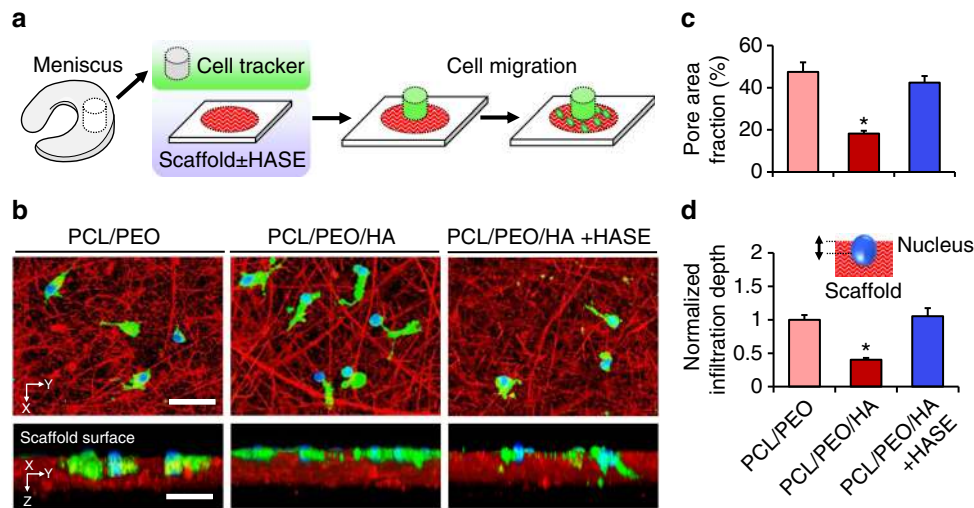 a
Meniscus
Cell tracker
Scaffold±HASE
Cell migration
b
PCL/PEO
PCL/PEO/HA
PCL/PEO/HA +HASE
Y
X
Scaffold surface
X
Y
Z
c
Pore area
fraction (%)
60
40
20
0
*
d
Normalized
infiltration depth
2
1.5
1
0.5
0
Nucleus
Scaffold
*
PCL/PEO
PCL/PEO/HA
PCL/PEO/HA
+HASE